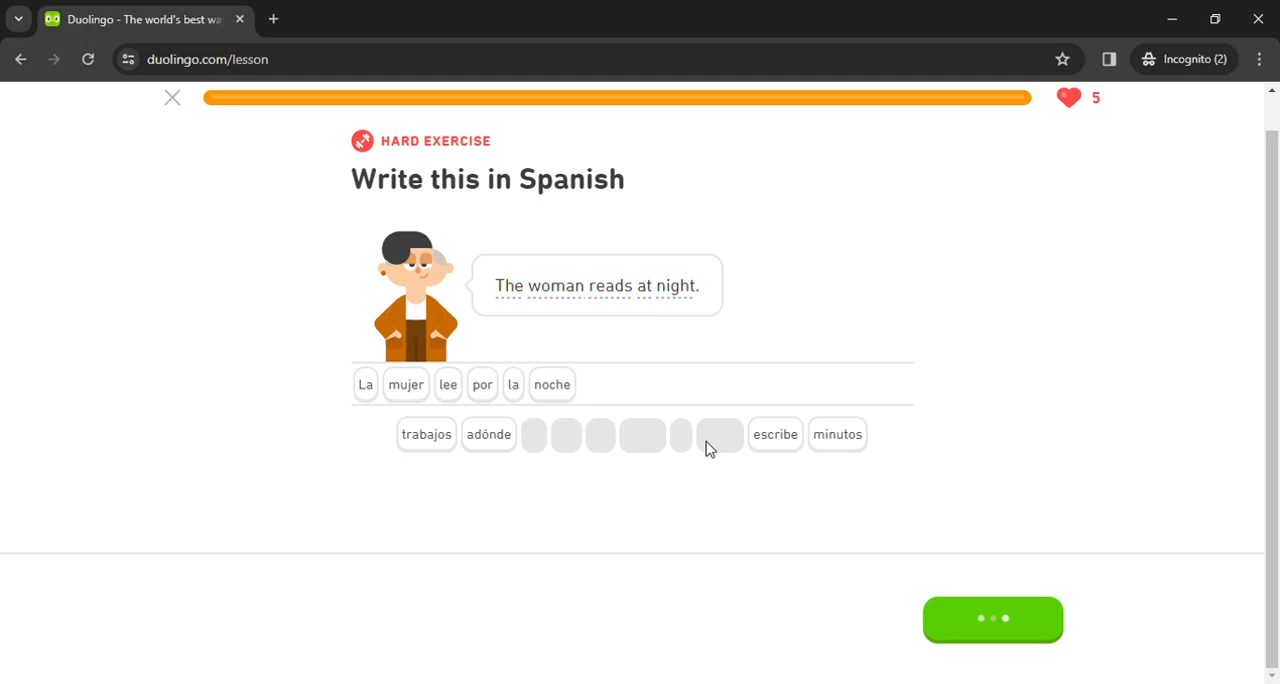 Duolingo - The world's best wa
duolingo.com/lesson
Incognito (2)
5
HARD EXERCISE
Write this in Spanish
The woman reads at night.
La mujer lee por la noche
trabajos adónde escribe minutos